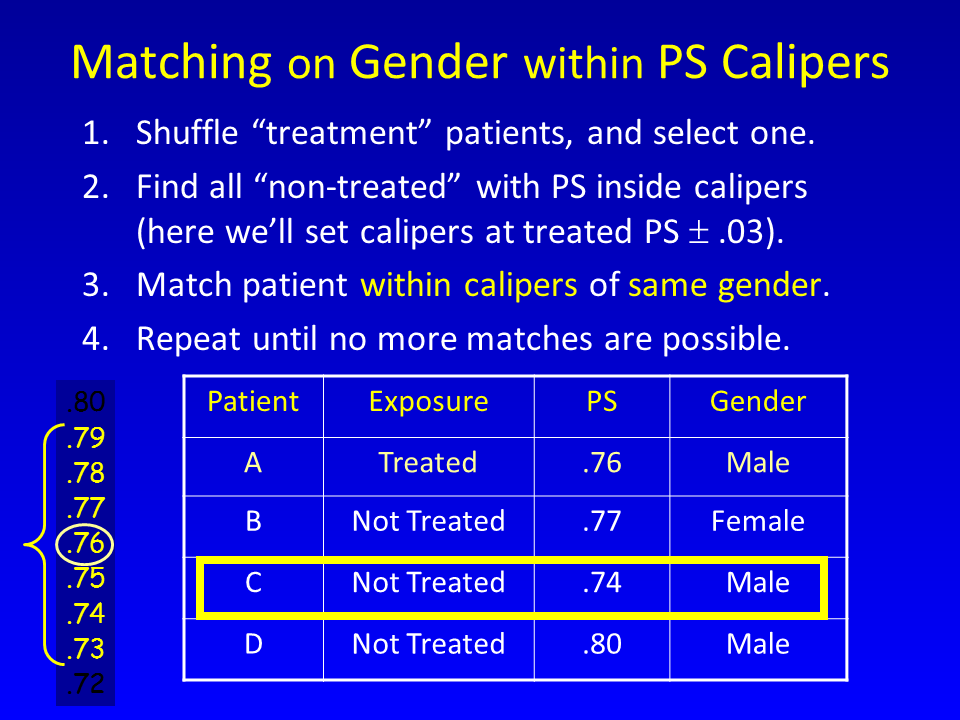 Matching on Gender within PS Calipers
1. Shuffle “treatment” patients, and select one.
2. Find all “non-treated” with PS inside calipers
(here we’ll set calipers at treated PS ± .03).
3. Match patient within calipers of same gender.
4. Repeat until no more matches are possible.
.80
.79
.78
.77
.76
.75
.74
.73
.72
Patient Exposure PS Gender
A Treated .76 Male
B Not Treated .77 Female
C Not Treated .74 Male
D Not Treated .80 Male